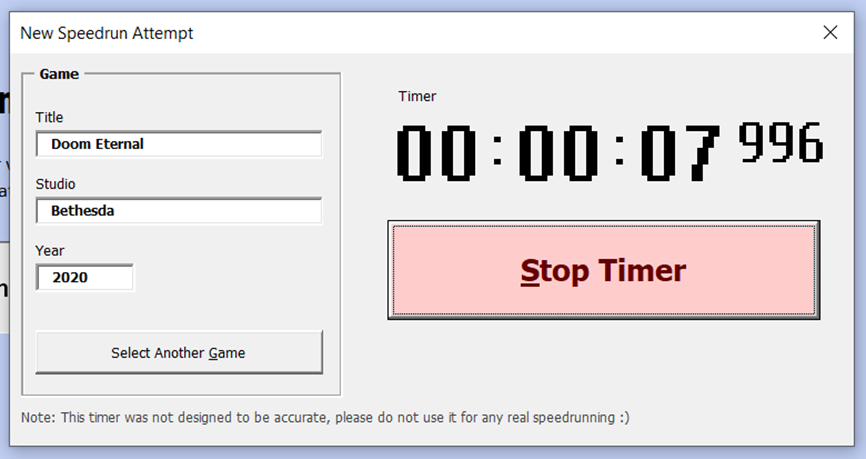 New Speedrun Attempt
Game
Title
Doom Eternal
Studio
Bethesda
Year
2020
Select Another Game
Timer
00:00:07 996
Stop Timer
Note: This timer was not designed to be accurate, please do not use it for any real speedrunning :)